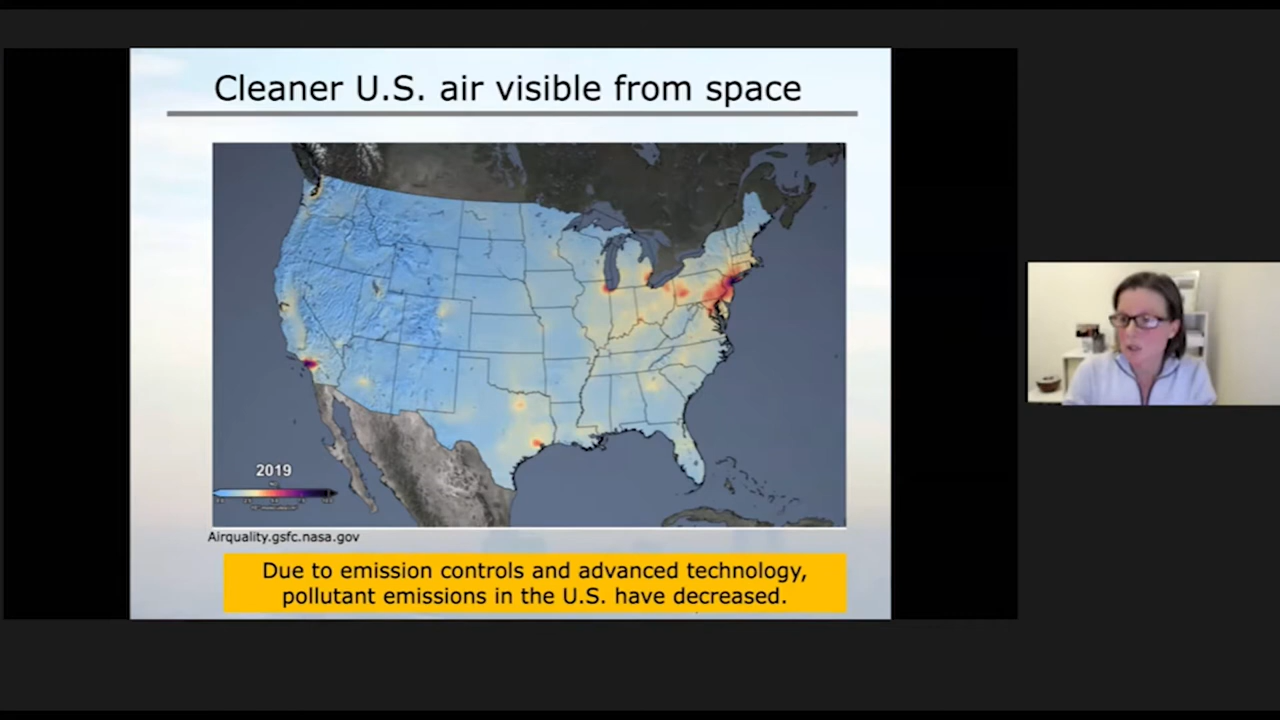 Cleaner U.S. air visible from space
2019
Airquality.gsfc.nasa.gov
Due to emission controls and advanced technology,
pollutant emissions in the U.S. have decreased.